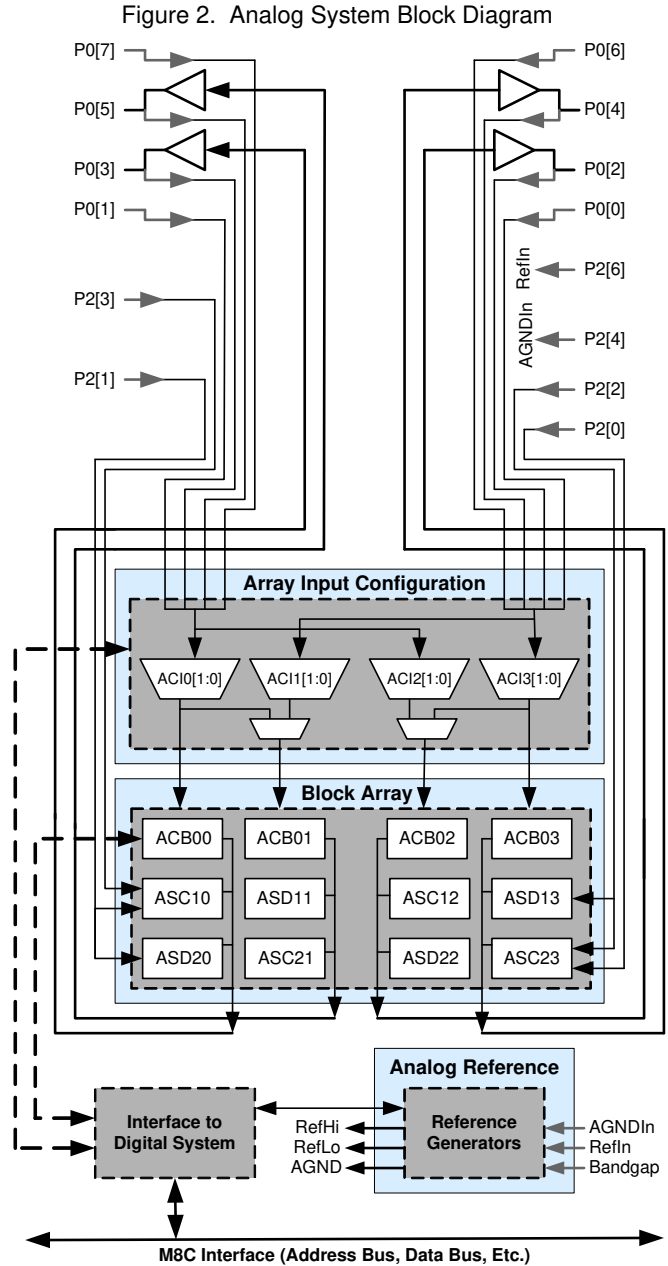 Figure 2. Analog System Block Diagram
P0[7]
P0[6]
P0[5]
P0[4]
P0[3]
P0[2]
P0[1]
P0[0]
RefIn
P2[6]
P2[3]
AGNDIn
P2[4]
P2[1]
P2[2]
P2[0]
Array Input Configuration
ACI0[1:0] ACI1[1:0] ACI2[1:0] ACI3[1:0]
Block Array
ACB00 ACB01 ACB02 ACB03
ASC10 ASD11 ASC12 ASD13
ASD20 ASC21 ASD22 ASC23
Analog Reference
Interface to
Digital System
RefHi
RefLo
AGND
Reference
Generators
AGNDIn
RefIn
Bandgap
M8C Interface (Address Bus, Data Bus, Etc.)